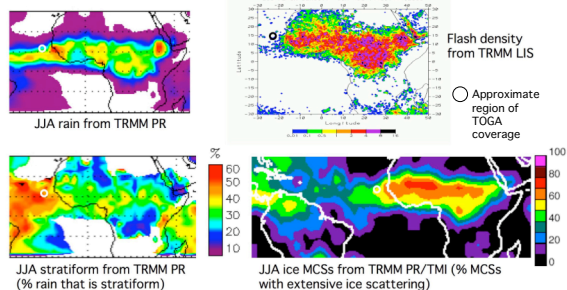 Flash density
from TRMM LIS
Approximate
region of
TOGA
coverage
Latitude
Longitude
JJA rain from TRMM PR
%
60
50
40
30
20
10
100
80
60
40
20
0
JJA stratiform from TRMM PR
(% rain that is stratiform)
JJA ice MCSs from TRMM PR/TMI (% MCSs
with extensive ice scattering)